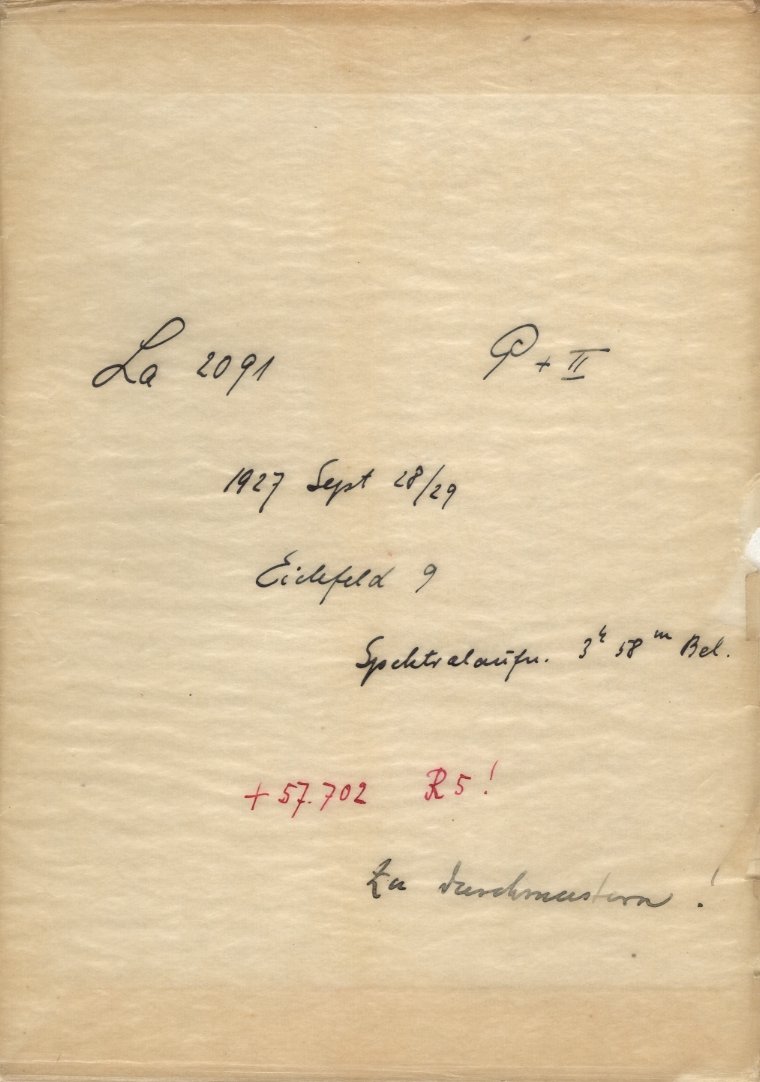 La 2091 P + II
1927 Sept 28/29
Eichfeld 9
Spektralaufn. 3h 58m Bel.
+57.702 R5!
Zu durchmustern!